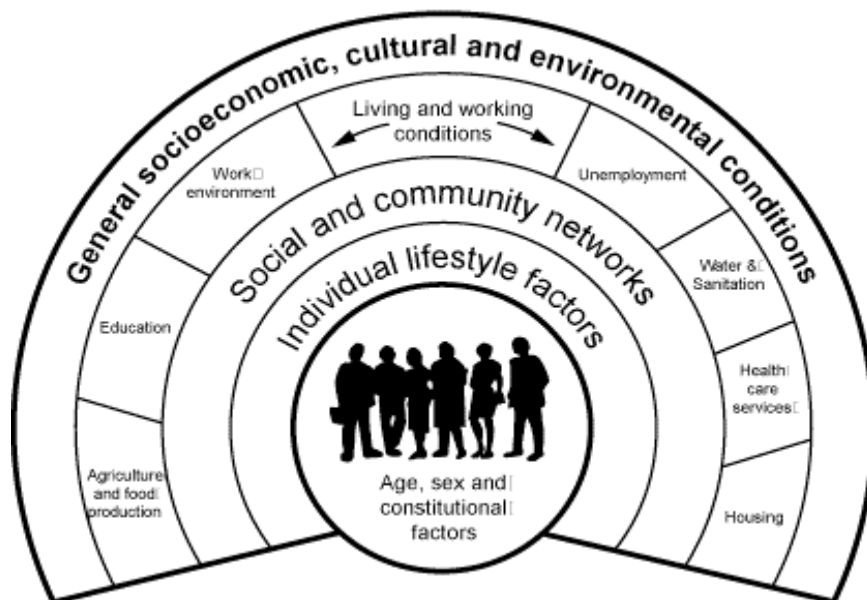 General socioeconomic, cultural and environmental conditions
Living and working
conditions
Work
environment
Unemployment
Education
Water &
Sanitation
Agriculture
and food
production
Health
care
services
Housing
Social and community networks
Individual lifestyle factors
Age, sex and
constitutional
factors